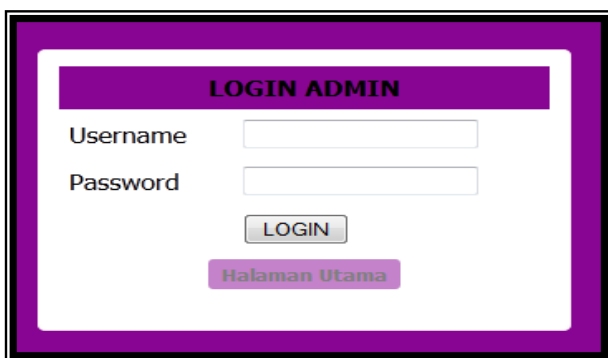 LOGIN ADMIN
Username
Password
LOGIN
Halaman Utama